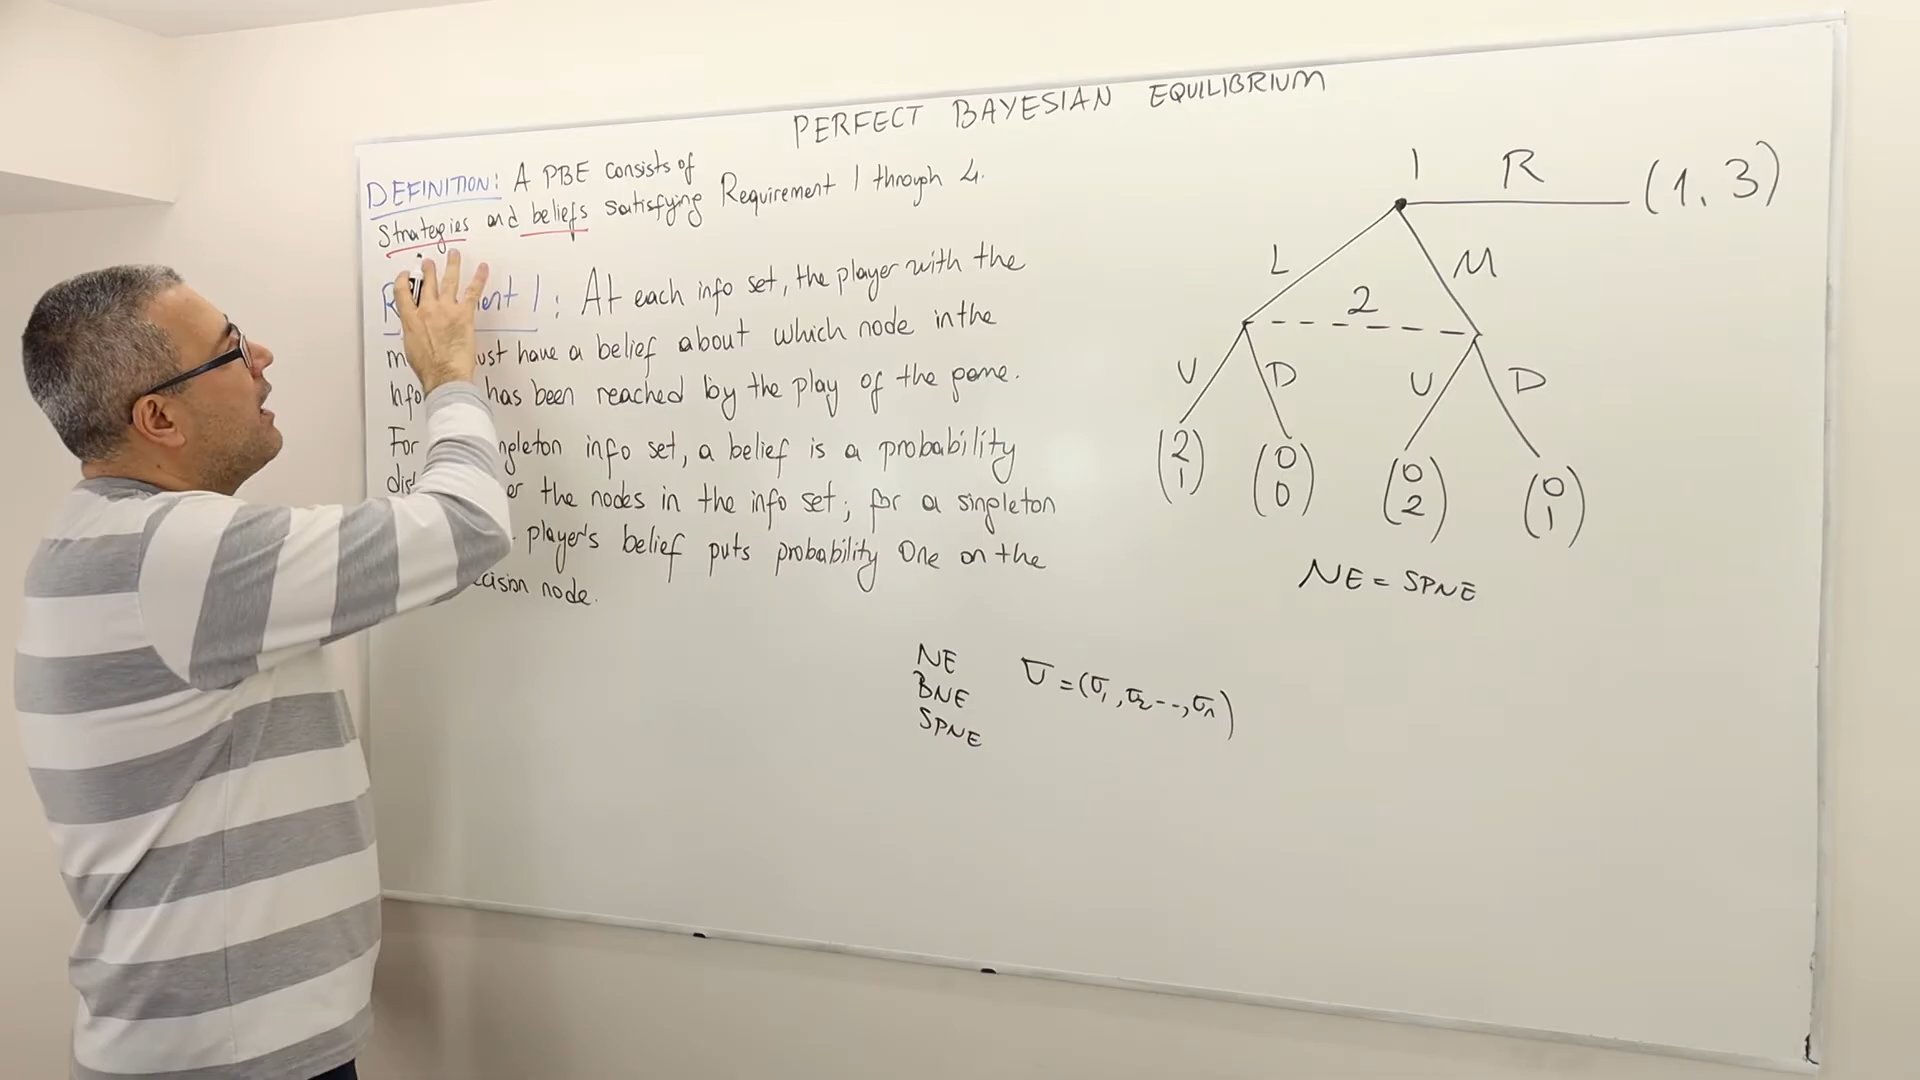 PERFECT BAYESIAN EQUILIBRIUM
DEFINITION: A PBE consists of
Strategies and beliefs satisfying Requirement 1 through 4.
ent 1: At each info set, the player with the
must have a belief about which node in the
info has been reached by the play of the game.
For ngleton info set, a belief is a probability
dist er the nodes in the info set; for a singleton
player's belief puts probability One on the
cision node.
1 R (1, 3)
L M
2
U D U D
(2 1) (0 0) (0 2) (0 1)
NE = SPNE
NE
BNE
SPNE
σ = (σ1, σ2 --, σn)